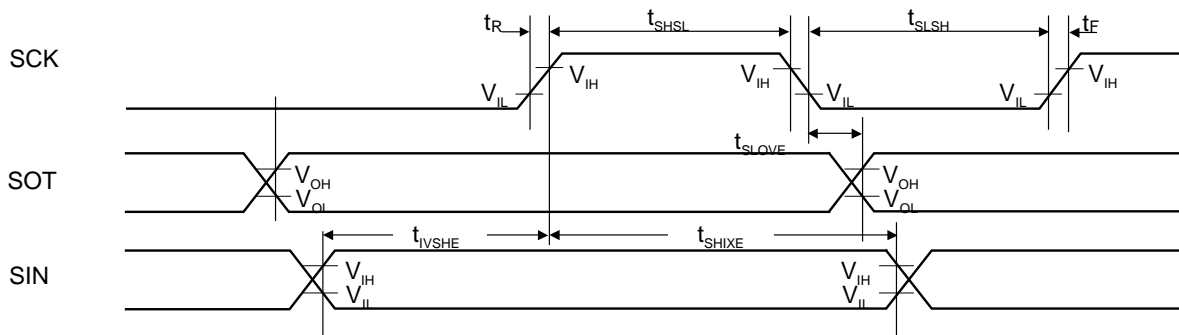 tR tSHSL tSLSH tF
SCK VIH VIH VIH
VIL VIL VIL
tSLOVE
SOT VOH VOH
VOL VOL
tIVSHE tSHIXE
SIN VIH VIH
VIL VIL